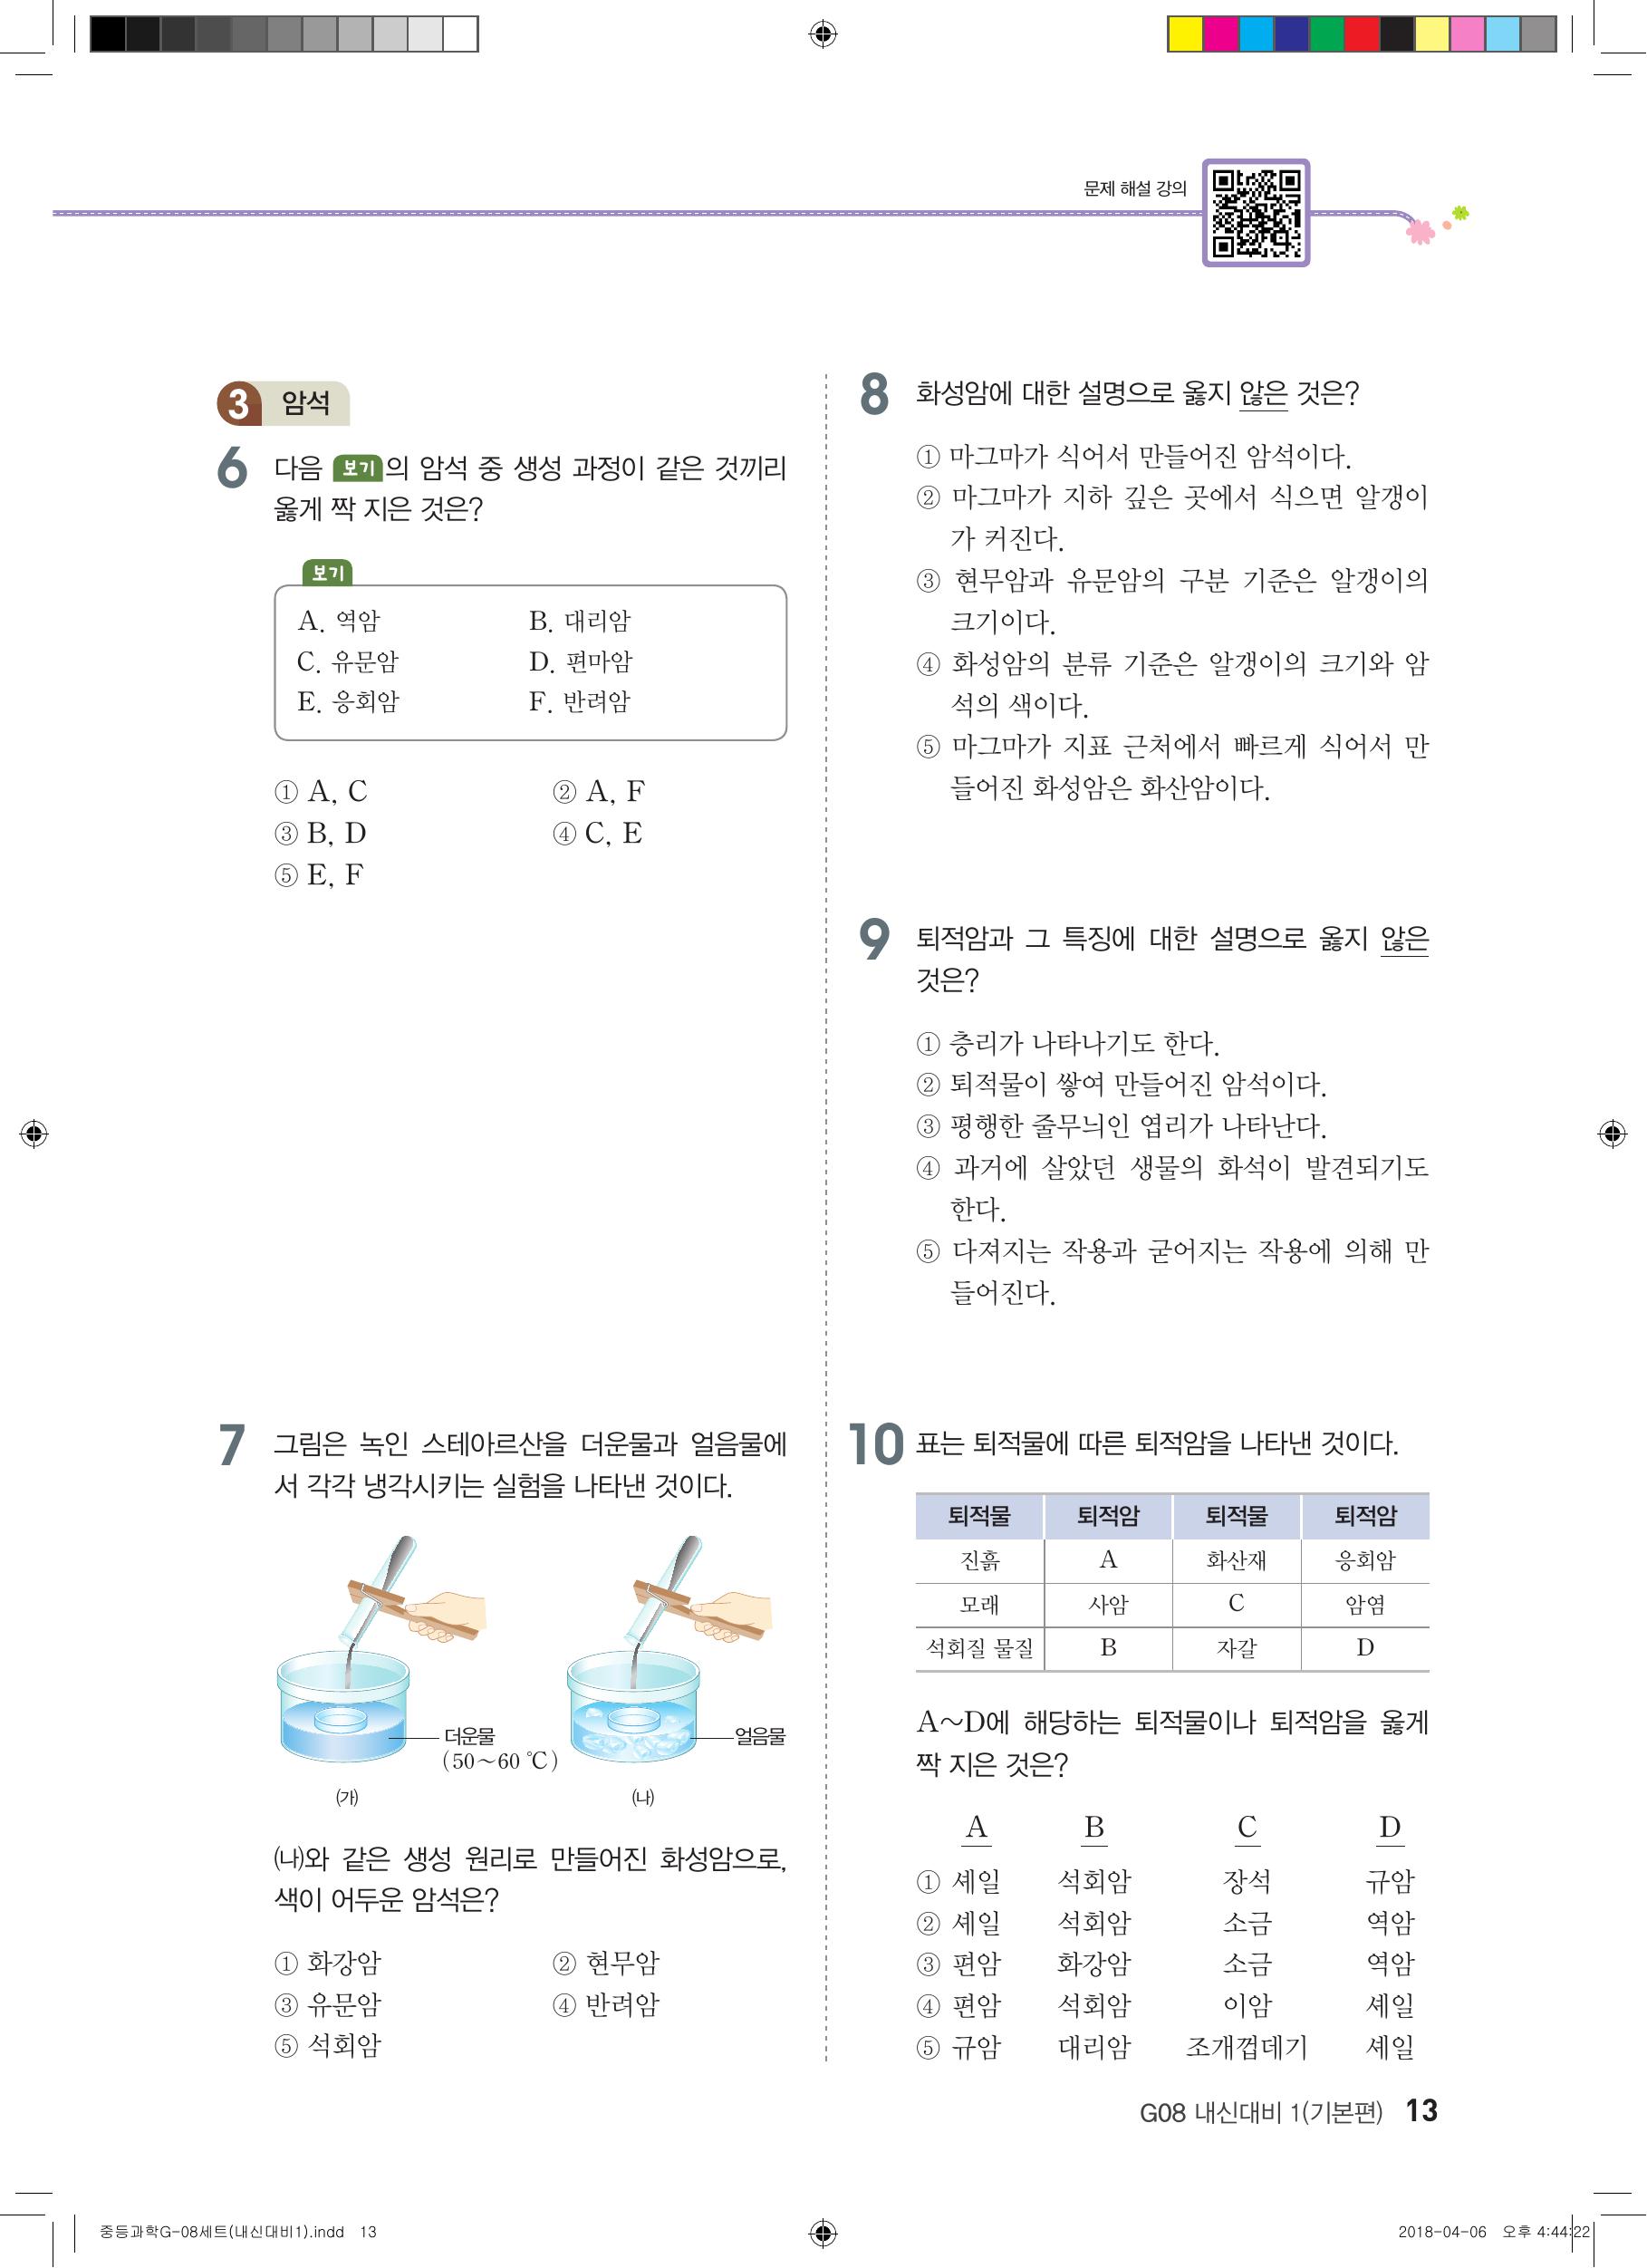 문제 해설 강의
3 암석
6 다음 보기의 암석 중 생성 과정이 같은 것끼리
옳게 짝 지은 것은?
보기
A. 역암 B. 대리암
C. 유문암 D. 편마암
E. 응회암 F. 반려암
① A, C ② A, F
③ B, D ④ C, E
⑤ E, F
7 그림은 녹인 스테아르산을 더운물과 얼음물에
서 각각 냉각시키는 실험을 나타낸 것이다.
더운물
(50~60 ℃)
얼음물
㈎ ㈏
㈏와 같은 생성 원리로 만들어진 화성암으로,
색이 어두운 암석은?
① 화강암 ② 현무암
③ 유문암 ④ 반려암
⑤ 석회암
8 화성암에 대한 설명으로 옳지 않은 것은?
① 마그마가 식어서 만들어진 암석이다.
② 마그마가 지하 깊은 곳에서 식으면 알갱이
가 커진다.
③ 현무암과 유문암의 구분 기준은 알갱이의
크기이다.
④ 화성암의 분류 기준은 알갱이의 크기와 암
석의 색이다.
⑤ 마그마가 지표 근처에서 빠르게 식어서 만
들어진 화성암은 화산암이다.
9 퇴적암과 그 특징에 대한 설명으로 옳지 않은
것은?
① 층리가 나타나기도 한다.
② 퇴적물이 쌓여 만들어진 암석이다.
③ 평행한 줄무늬인 엽리가 나타난다.
④ 과거에 살았던 생물의 화석이 발견되기도
한다.
⑤ 다져지는 작용과 굳어지는 작용에 의해 만
들어진다.
10 표는 퇴적물에 따른 퇴적암을 나타낸 것이다.
퇴적물 퇴적암 퇴적물 퇴적암
진흙 A 화산재 응회암
모래 사암 C 암염
석회질 물질 B 자갈 D
A~D에 해당하는 퇴적물이나 퇴적암을 옳게
짝 지은 것은?
A B C D
① 셰일 석회암 장석 규암
② 셰일 석회암 소금 역암
③ 편암 화강암 소금 역암
④ 편암 석회암 이암 셰일
⑤ 규암 대리암 조개껍데기 셰일
G08 내신대비 1(기본편) 13
중등과학G-08세트(내신대비1).indd 13
2018-04-06 오후 4:44:22